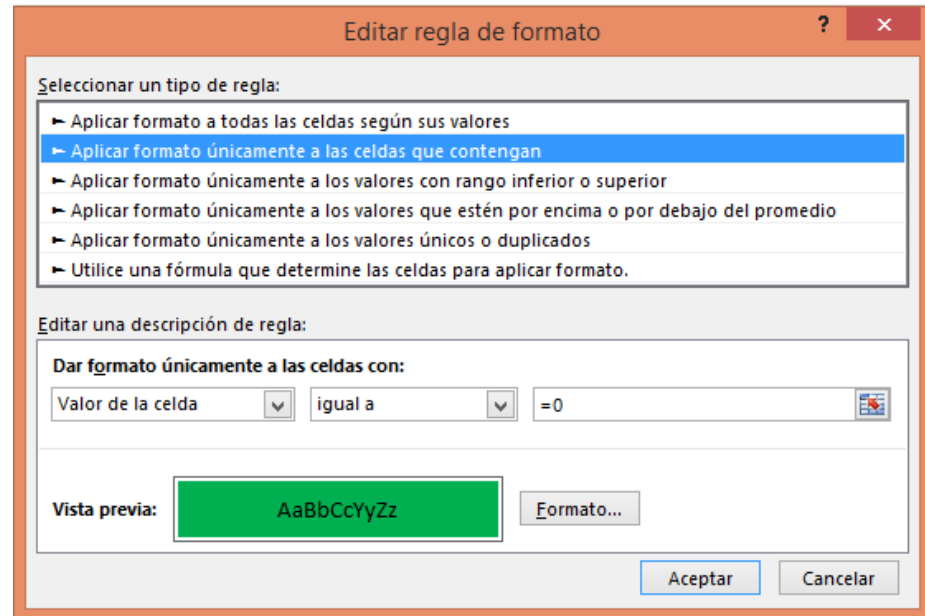 Editar regla de formato
? ×
Seleccionar un tipo de regla:
► Aplicar formato a todas las celdas según sus valores
► Aplicar formato únicamente a las celdas que contengan
► Aplicar formato únicamente a los valores con rango inferior o superior
► Aplicar formato únicamente a los valores que estén por encima o por debajo del promedio
► Aplicar formato únicamente a los valores únicos o duplicados
► Utilice una fórmula que determine las celdas para aplicar formato.
Editar una descripción de regla:
Dar formato únicamente a las celdas con:
Valor de la celda igual a =0
Vista previa: AaBbCcYyZz Formato...
Aceptar Cancelar